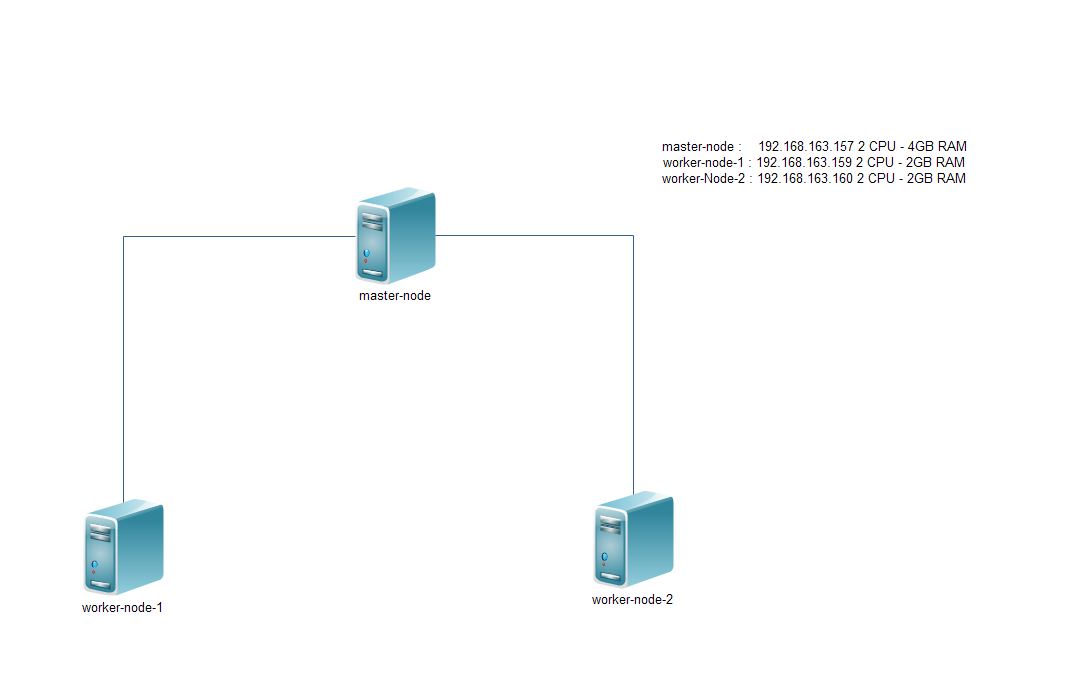 master-node : 192.168.163.157 2 CPU - 4GB RAM
worker-node-1 : 192.168.163.159 2 CPU - 2GB RAM
worker-Node-2 : 192.168.163.160 2 CPU - 2GB RAM
master-node
worker-node-1
worker-node-2